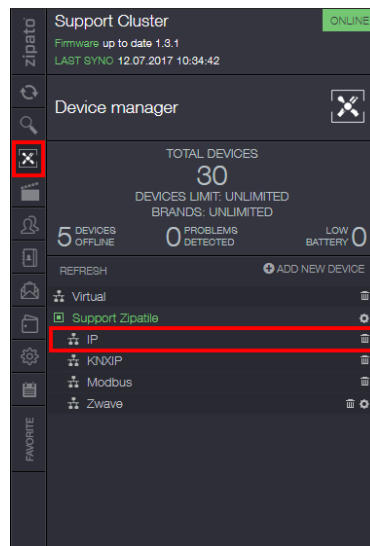 zipato
Support Cluster
ONLINE
Firmware up to date 1.3.1
LAST SYNC 12.07.2017 10:34:42
Device manager
TOTAL DEVICES
30
DEVICES LIMIT: UNLIMITED
BRANDS: UNLIMITED
5 DEVICES OFFLINE
0 PROBLEMS DETECTED
LOW BATTERY 0
REFRESH
ADD NEW DEVICE
Virtual
Support Zipatile
IP
KNXIP
Modbus
Zwave
FAVORITE